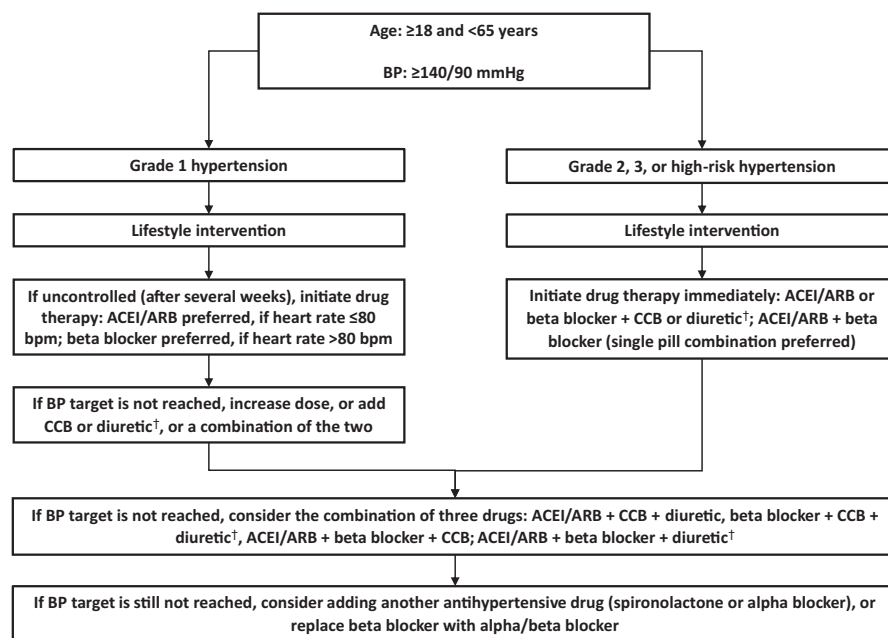 Age: ≥18 and <65 years
BP: ≥140/90 mmHg
Grade 1 hypertension
Grade 2, 3, or high-risk hypertension
Lifestyle intervention
Lifestyle intervention
If uncontrolled (after several weeks), initiate drug
therapy: ACEI/ARB preferred, if heart rate ≤80
bpm; beta blocker preferred, if heart rate >80 bpm
Initiate drug therapy immediately: ACEI/ARB or
beta blocker + CCB or diuretic†; ACEI/ARB + beta
blocker (single pill combination preferred)
If BP target is not reached, increase dose, or add
CCB or diuretic†, or a combination of the two
If BP target is not reached, consider the combination of three drugs: ACEI/ARB + CCB + diuretic, beta blocker + CCB +
diuretic†, ACEI/ARB + beta blocker + CCB; ACEI/ARB + beta blocker + diuretic†
If BP target is still not reached, consider adding another antihypertensive drug (spironolactone or alpha blocker), or
replace beta blocker with alpha/beta blocker